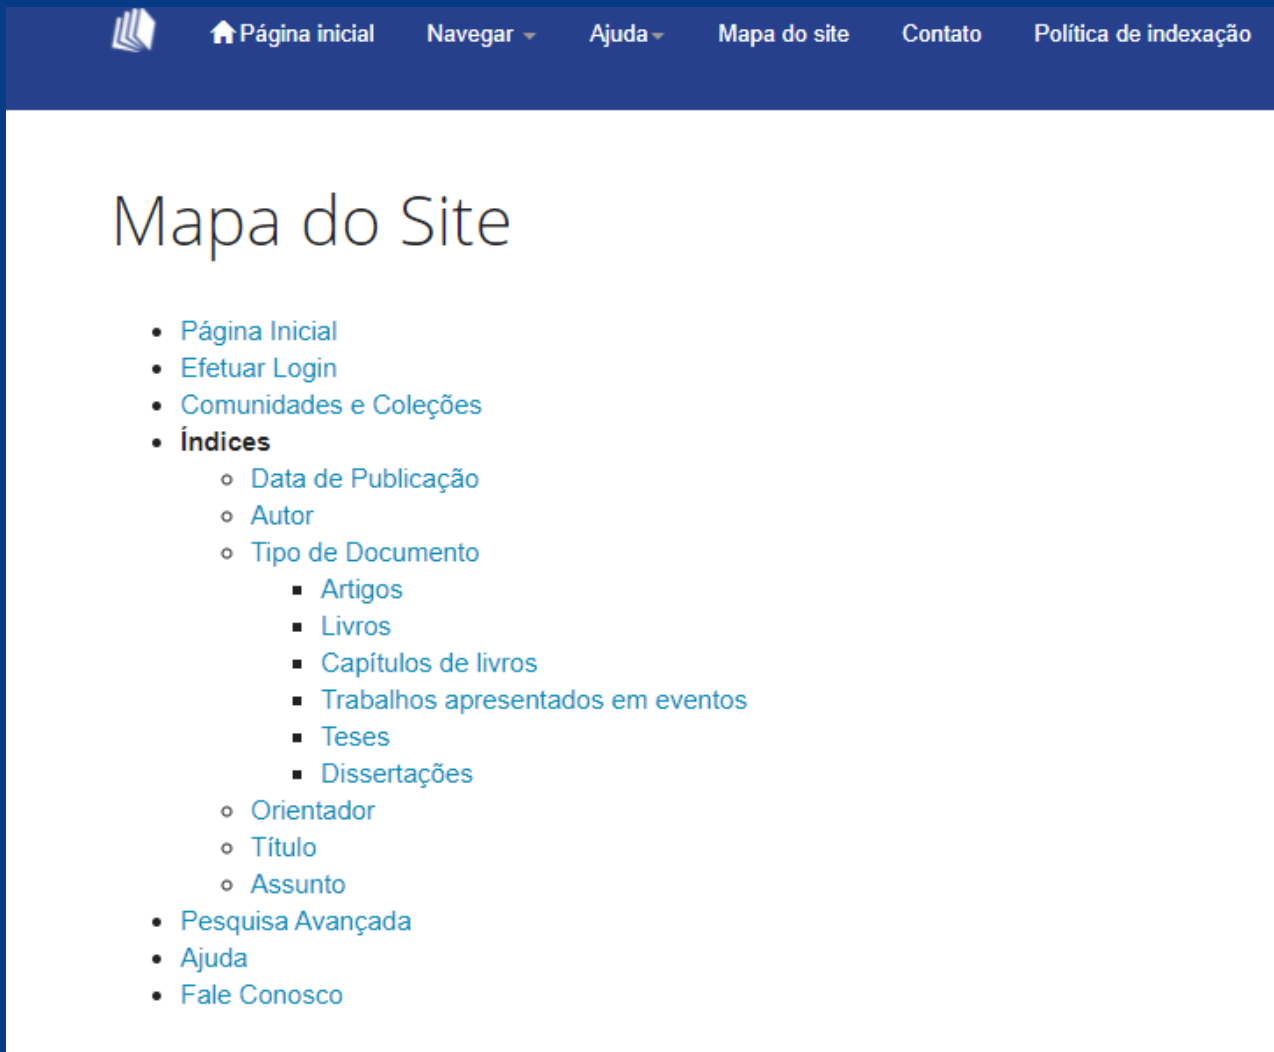 Página inicial Navegar Ajuda Mapa do site Contato Política de indexação
Mapa do Site
Página Inicial
Efetuar Login
Comunidades e Coleções
Índices
Data de Publicação
Autor
Tipo de Documento
Artigos
Livros
Capítulos de livros
Trabalhos apresentados em eventos
Teses
Dissertações
Orientador
Título
Assunto
Pesquisa Avançada
Ajuda
Fale Conosco